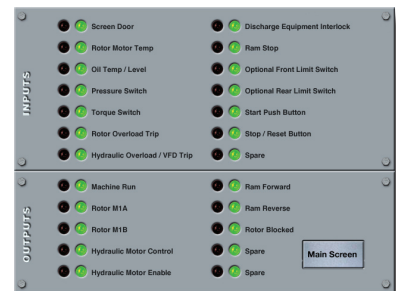 INPUTS
Screen Door
Rotor Motor Temp
Oil Temp / Level
Pressure Switch
Torque Switch
Rotor Overload Trip
Hydraulic Overload / VFD Trip
Discharge Equipment Interlock
Ram Stop
Optional Front Limit Switch
Optional Rear Limit Switch
Start Push Button
Stop / Reset Button
Spare
OUTPUTS
Machine Run
Rotor M1A
Rotor M1B
Hydraulic Motor Control
Hydraulic Motor Enable
Ram Forward
Ram Reverse
Rotor Blocked
Spare
Spare
Main Screen